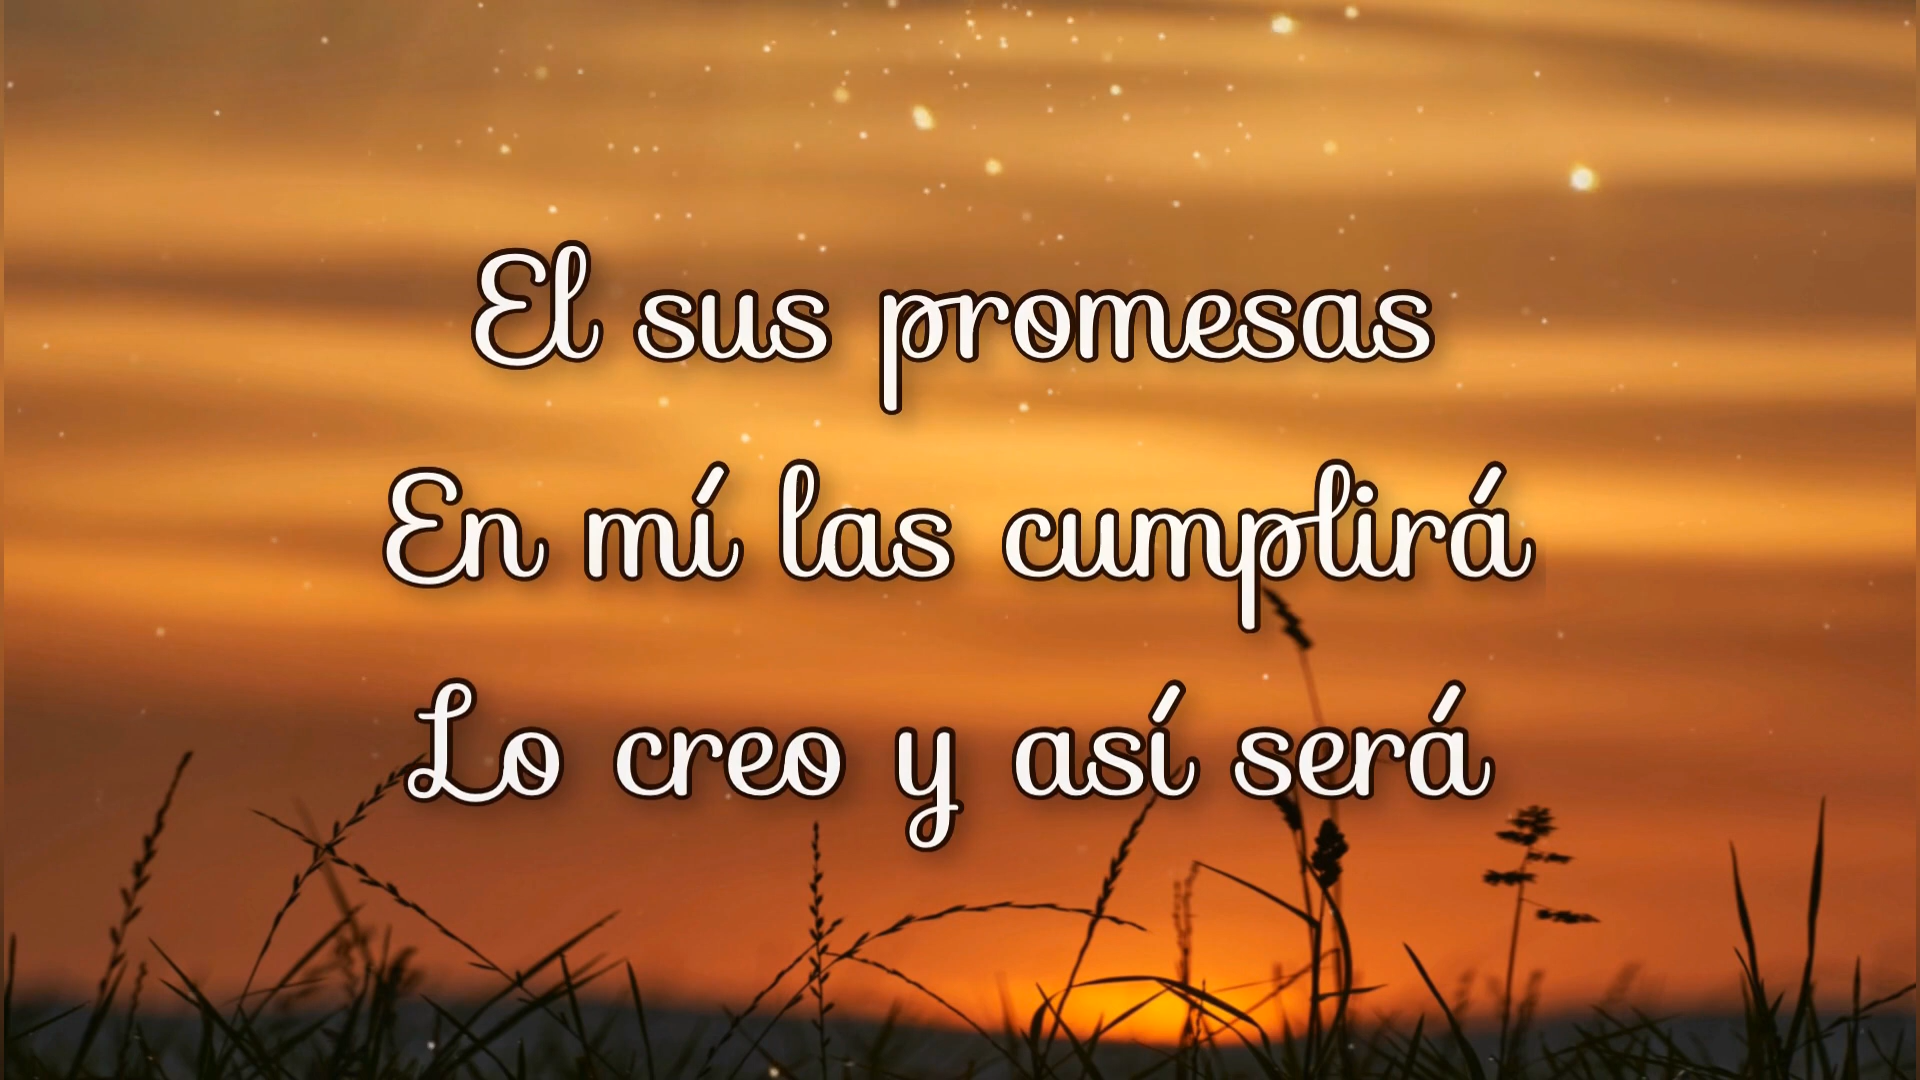 El sus promesas
En mí las cumplirá
Lo creo y así será